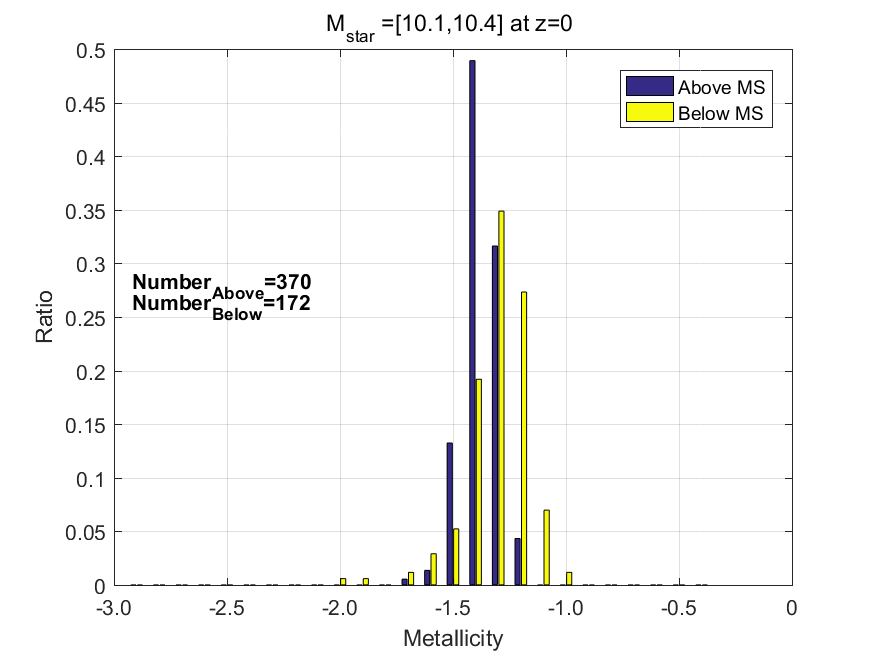 M_star =[10.1,10.4] at z=0
0.5
0.45
0.4
0.35
0.3
0.25
0.2
0.15
0.1
0.05
0
Ratio
Above MS
Below MS
Number_Above=370
Number_Below=172
-3.0 -2.5 -2.0 -1.5 -1.0 -0.5 0
Metallicity